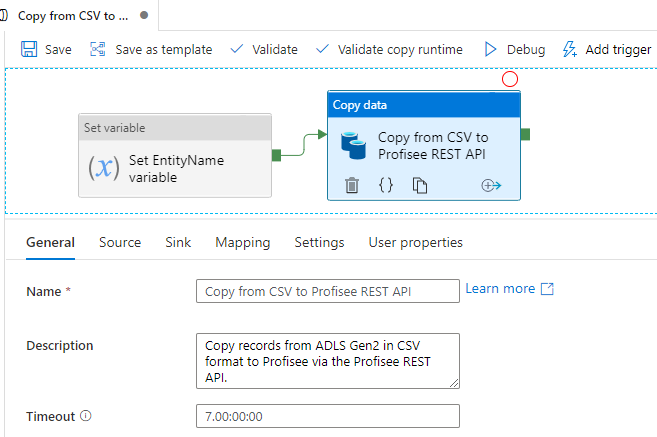 Copy from CSV to ...
Save
Save as template
Validate
Validate copy runtime
Debug
Add trigger
Set variable
(x)
Set EntityName
variable
Copy data
Copy from CSV to
Profisee REST API
{}
General
Source
Sink
Mapping
Settings
User properties
Name *
Copy from CSV to Profisee REST API
Learn more
Description
Copy records from ADLS Gen2 in CSV
format to Profisee via the Profisee REST
API.
Timeout
7.00:00:00